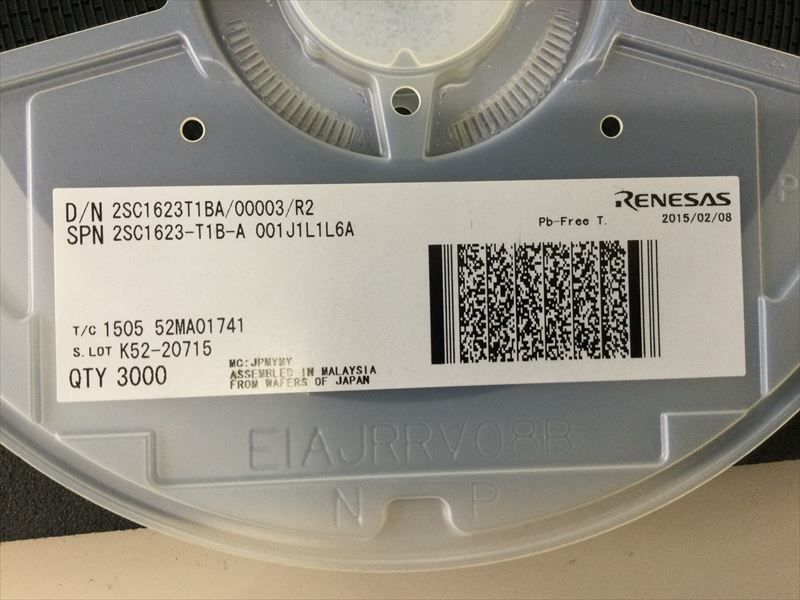 D/N 2SC1623T1BA/00003/R2
SPN 2SC1623-T1B-A 001J1L1L6A
RENESAS
Pb-Free T. 2015/02/08
T/C 1505 52MA01741
S. LOT K52-20715
QTY 3000
MC:JPMYMY
ASSEMBLED IN MALAYSIA
FROM WAFERS OF JAPAN
EIAJRRV08B
N P